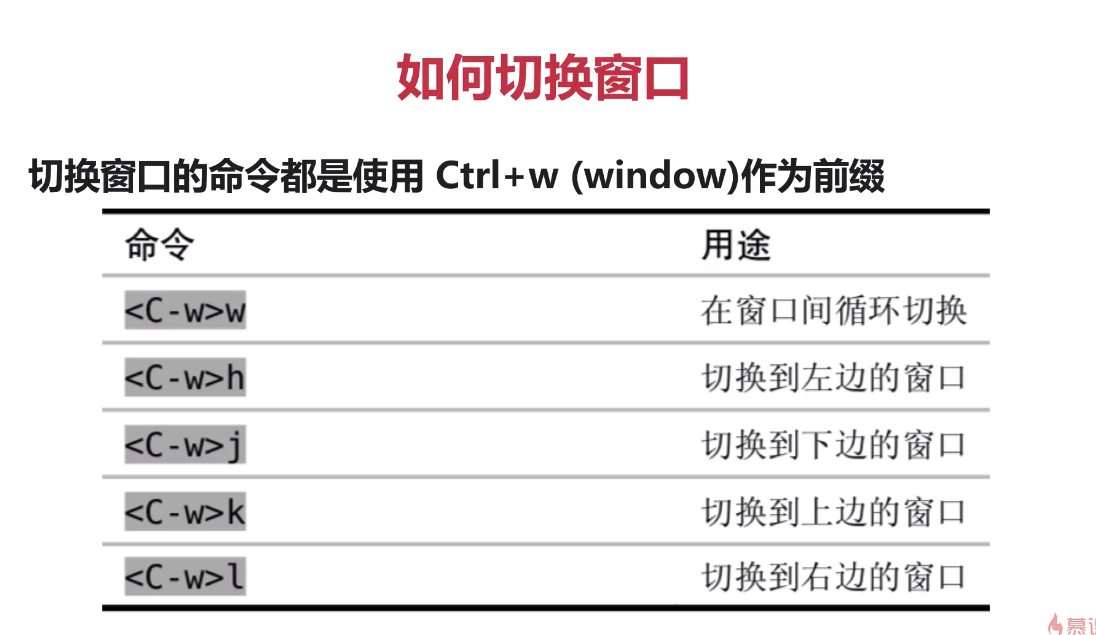 如何切换窗口
切换窗口的命令都是使用 Ctrl+w (window)作为前缀
命令 用途
<C-w>w 在窗口间循环切换
<C-w>h 切换到左边的窗口
<C-w>j 切换到下边的窗口
<C-w>k 切换到上边的窗口
<C-w>l 切换到右边的窗口
慕